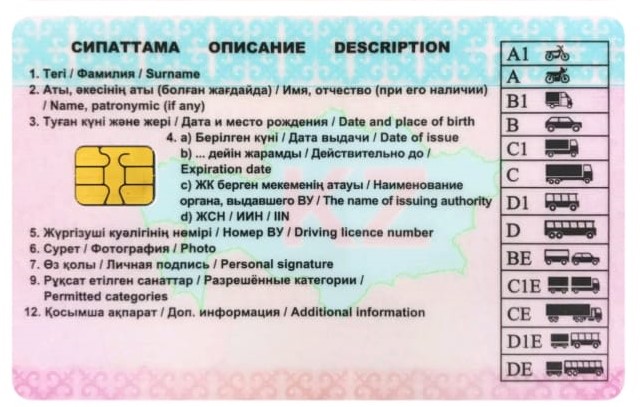 СИПАТТАМА ОПИСАНИЕ DESCRIPTION
1. Тегі / Фамилия / Surname
2. Аты, әкесінің аты (болған жағдайда) / Имя, отчество (при его наличии)
/ Name, patronymic (if any)
3. Туған күні және жері / Дата и место рождения / Date and place of birth
4. a) Берілген күні / Дата выдачи / Date of issue
b) ... дейін жарамды / Действительно до /
Expiration date
c) ЖК берген мекеменің атауы / Наименование
органа, выдавшего ВУ / The name of issuing authority
d) ЖСН / ИИН / IIN
5. Жүргізуші куәлігінің нөмірі / Номер ВУ / Driving licence number
6. Сурет / Фотография / Photo
7. Өз қолы / Личная подпись / Personal signature
9. Рұқсат етілген санаттар / Разрешённые категории /
Permitted categories
12. Қосымша ақпарат / Доп. информация / Additional information
KZ
A1
A
B1
B
C1
C
D1
D
BE
C1E
CE
D1E
DE